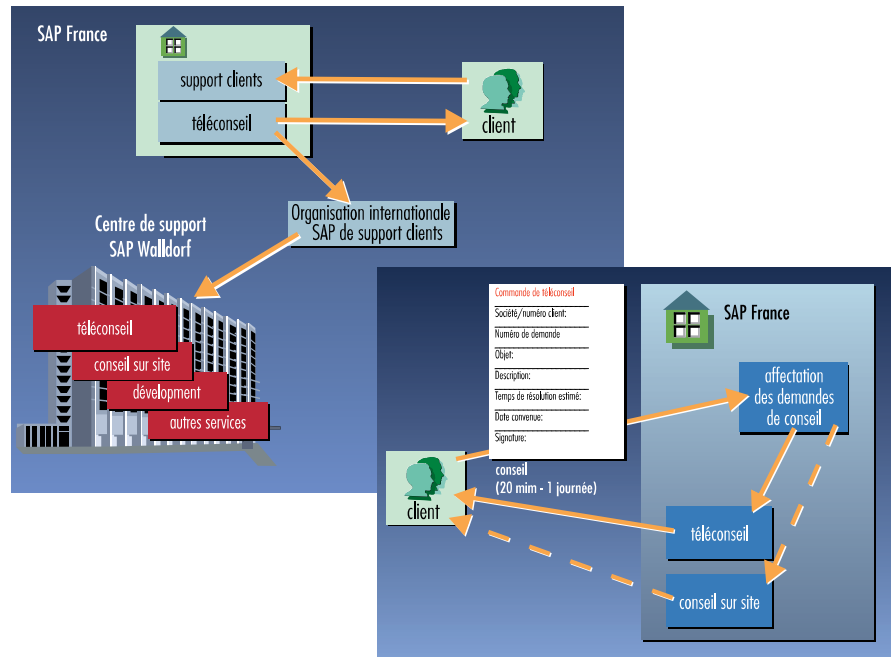 SAP France
support clients
téléconseil
client
Organisation internationale
SAP de support clients
Centre de support
SAP Walldorf
téléconseil
conseil sur site
dévelopment
autres services
Commande de téléconseil
Société/numéro client:
Numéro de demande
Objet:
Description:
Temps de résolution estimé:
Date convenue:
Signature:
SAP France
affectation
des demandes
de conseil
conseil
(20 mim - 1 journée)
client
téléconseil
conseil sur site